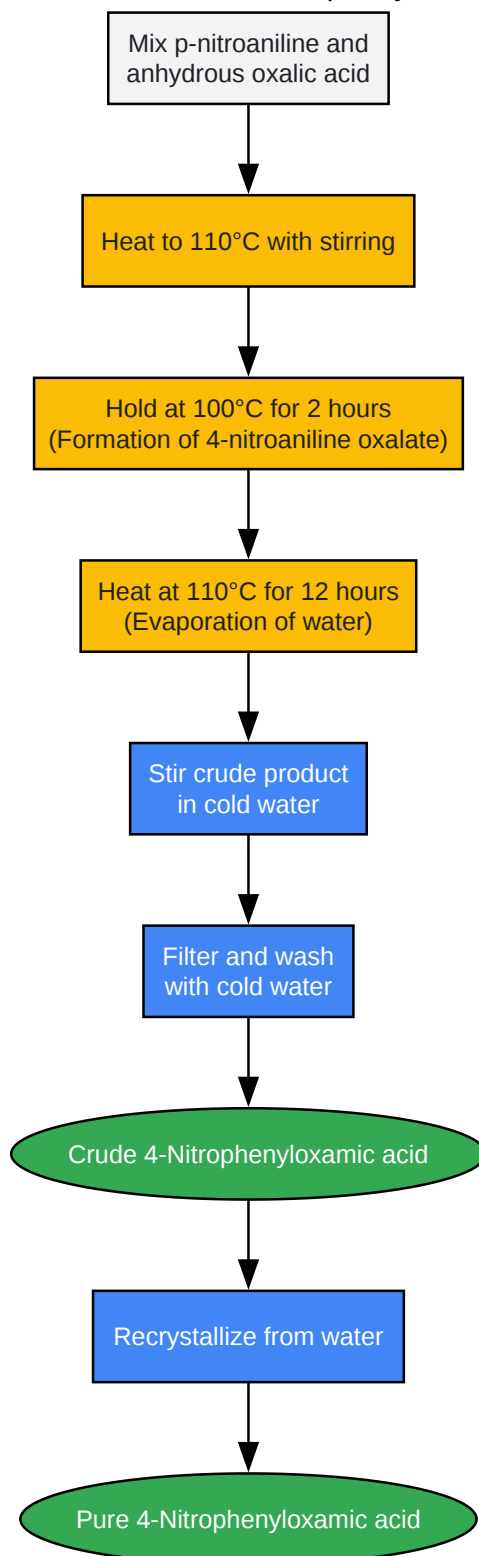 Mix p-nitroaniline and
anhydrous oxalic acid
Heat to 110°C with stirring
Hold at 100°C for 2 hours
(Formation of 4-nitroaniline oxalate)
Heat at 110°C for 12 hours
(Evaporation of water)
Stir crude product
in cold water
Filter and wash
with cold water
Crude 4-Nitrophenyloxamic acid
Recrystallize from water
Pure 4-Nitrophenyloxamic acid